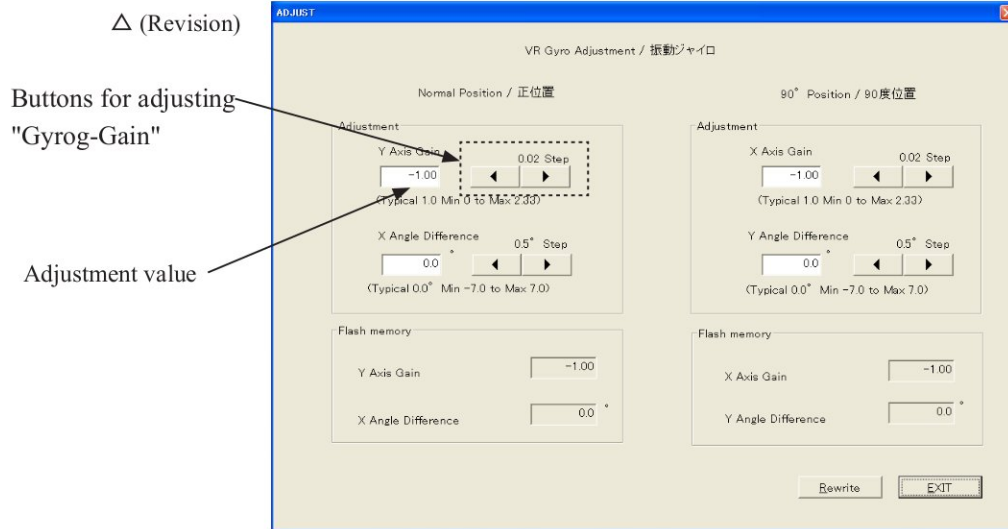 △ (Revision)
Buttons for adjusting
"Gyrog-Gain"
Adjustment value
ADJUST
VR Gyro Adjustment / 振動ジャイロ
Normal Position / 正位置
Adjustment
Y Axis Gain
0.02 Step
-1.00
(Typical 1.0 Min 0 to Max 2.33)
X Angle Difference
0.5° Step
0.0 °
(Typical 0.0° Min -7.0 to Max 7.0)
Flash memory
Y Axis Gain -1.00
X Angle Difference 0.0 °
90° Position / 90度位置
Adjustment
X Axis Gain
0.02 Step
-1.00
(Typical 1.0 Min 0 to Max 2.33)
Y Angle Difference
0.5° Step
0.0 °
(Typical 0.0° Min -7.0 to Max 7.0)
Flash memory
X Axis Gain -1.00
Y Angle Difference 0.0 °
Rewrite EXIT